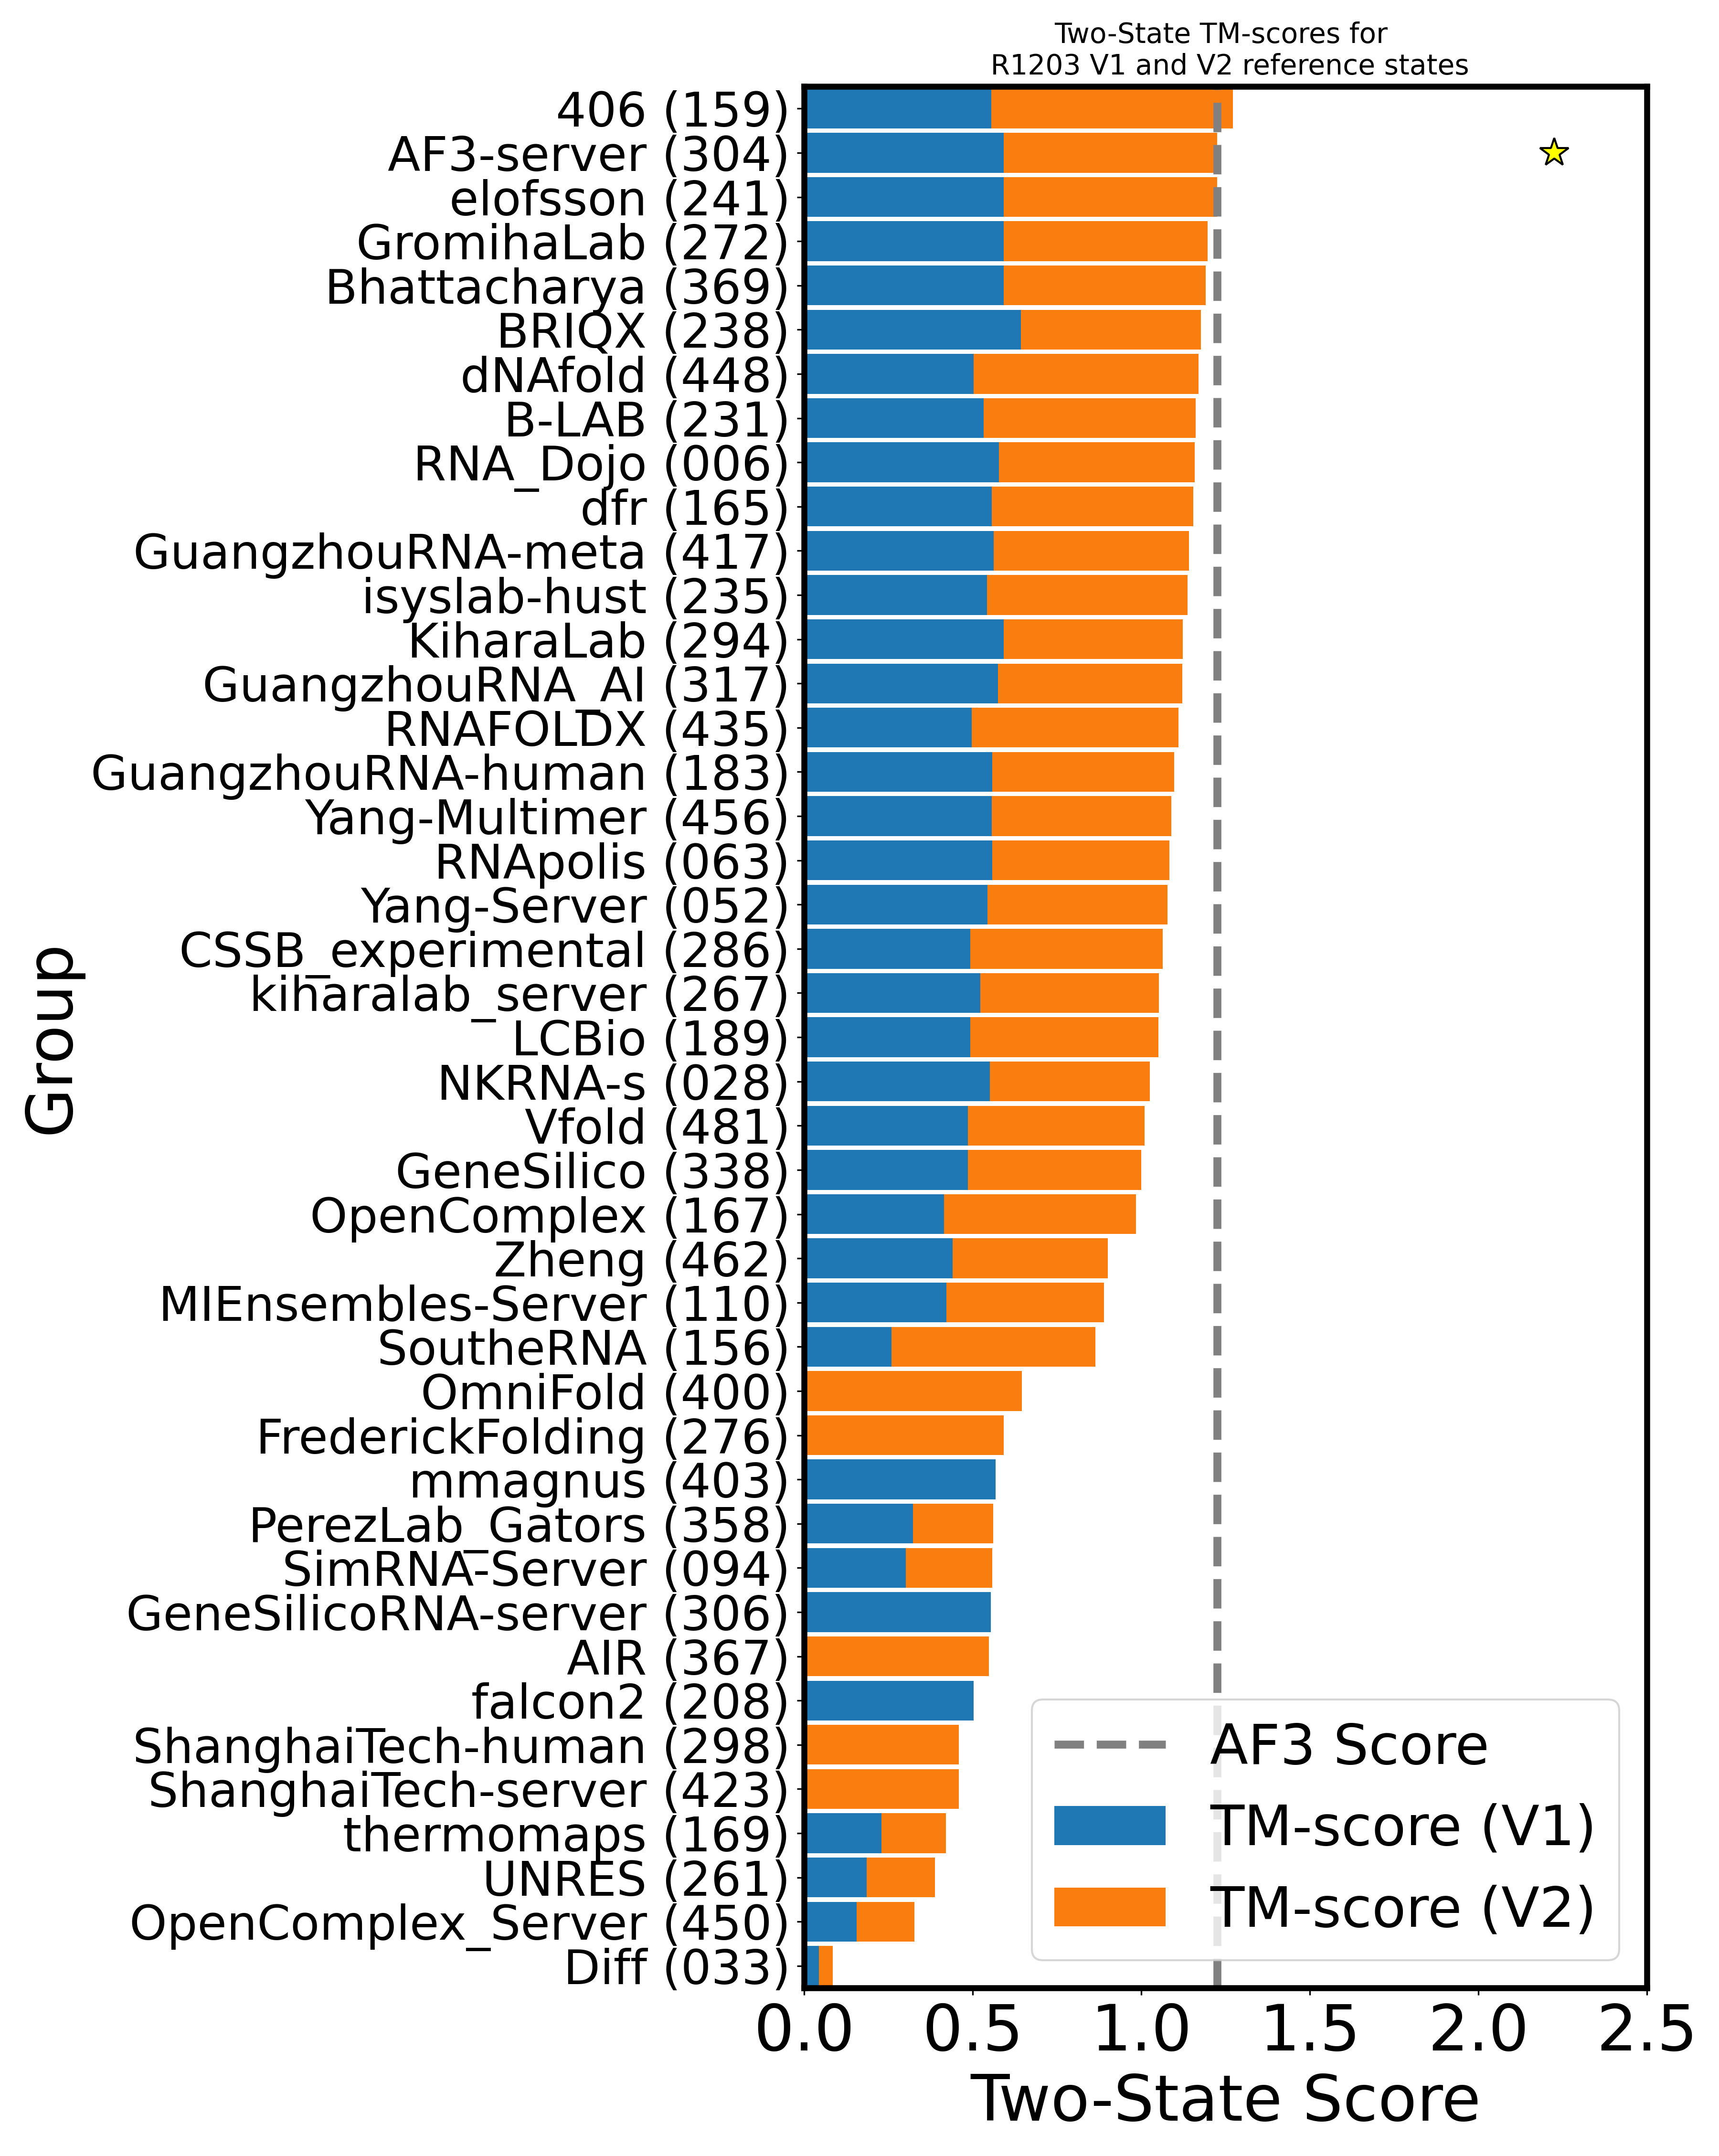 Two-State TM-scores for
R1203 V1 and V2 reference states
406 (159)
AF3-server (304)
elofsson (241)
GromihaLab (272)
Bhattacharya (369)
BRIQX (238)
dNAfold (448)
B-LAB (231)
RNA_Dojo (006)
dfr (165)
GuangzhouRNA-meta (417)
isyslab-hust (235)
KiharaLab (294)
GuangzhouRNA_AI (317)
RNAFOLDX (435)
GuangzhouRNA-human (183)
Yang-Multimer (456)
RNApolis (063)
Yang-Server (052)
CSSB_experimental (286)
kiharalab_server (267)
LCBio (189)
NKRNA-s (028)
Vfold (481)
GeneSilico (338)
OpenComplex (167)
Zheng (462)
MIEnsembles-Server (110)
SoutheRNA (156)
OmniFold (400)
FrederickFolding (276)
mmagnus (403)
PerezLab_Gators (358)
SimRNA-Server (094)
GeneSilicoRNA-server (306)
AIR (367)
falcon2 (208)
ShanghaiTech-human (298)
ShanghaiTech-server (423)
thermomaps (169)
UNRES (261)
OpenComplex_Server (450)
Diff (033)
Group
AF3 Score
TM-score (V1)
TM-score (V2)
0.0 0.5 1.0 1.5 2.0 2.5
Two-State Score